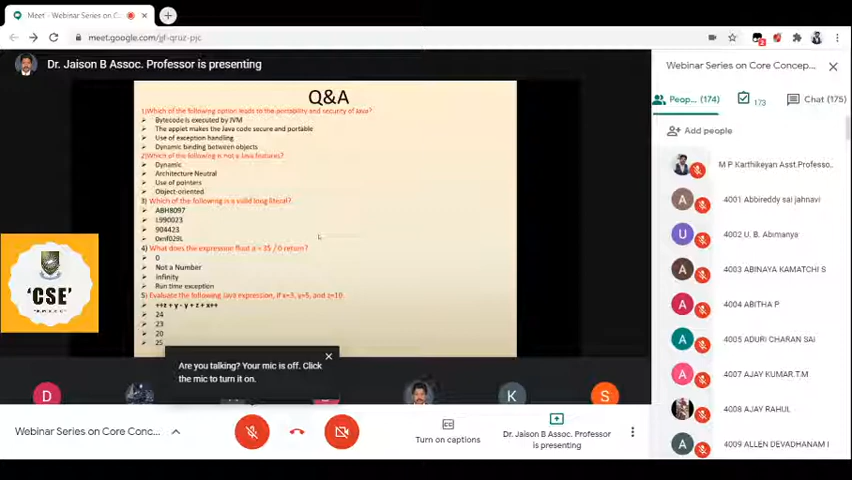 Meet - Webinar Series on Core C
meet.google.com/gf-qruz-pjc
Dr. Jaison B Assoc. Professor is presenting
Webinar Series on Core Concep...
Peop... (174)
173
Chat (175)
Add people
Q&A
1)Which of the following option leads to the portability and security of Java?
Bytecode is executed by JVM
The applet makes the Java code secure and portable
Use of exception handling
Dynamic binding between objects
2)Which of the following is not a Java features?
Dynamic
Architecture Neutral
Use of pointers
Object-oriented
3) Which of the following is a valid long literal?
ABH8097
L990023
904423
0xnf029L
4) What does the expression float a = 35 / 0 return?
0
Not a Number
Infinity
Run time exception
5) Evaluate the following Java expression, if x=3, y=5, and z=10
++z + y - y + z + x++
24
23
20
25
'CSE'
Are you talking? Your mic is off. Click
the mic to turn it on.
D
K
S
M P Karthikeyan Asst.Professo...
A
4001 Abbireddy sai jahnavi
U
4002 U. B. Abimanya
A
4003 ABINAYA KAMATCHI S
A
4004 ABITHA P
A
4005 ADURI CHARAN SAI
A
4007 AJAY KUMAR.T.M
4008 AJAY RAHUL
A
4009 ALLEN DEVADHANAM I
Webinar Series on Core Conc...
Turn on captions
Dr. Jaison B Assoc. Professor
is presenting